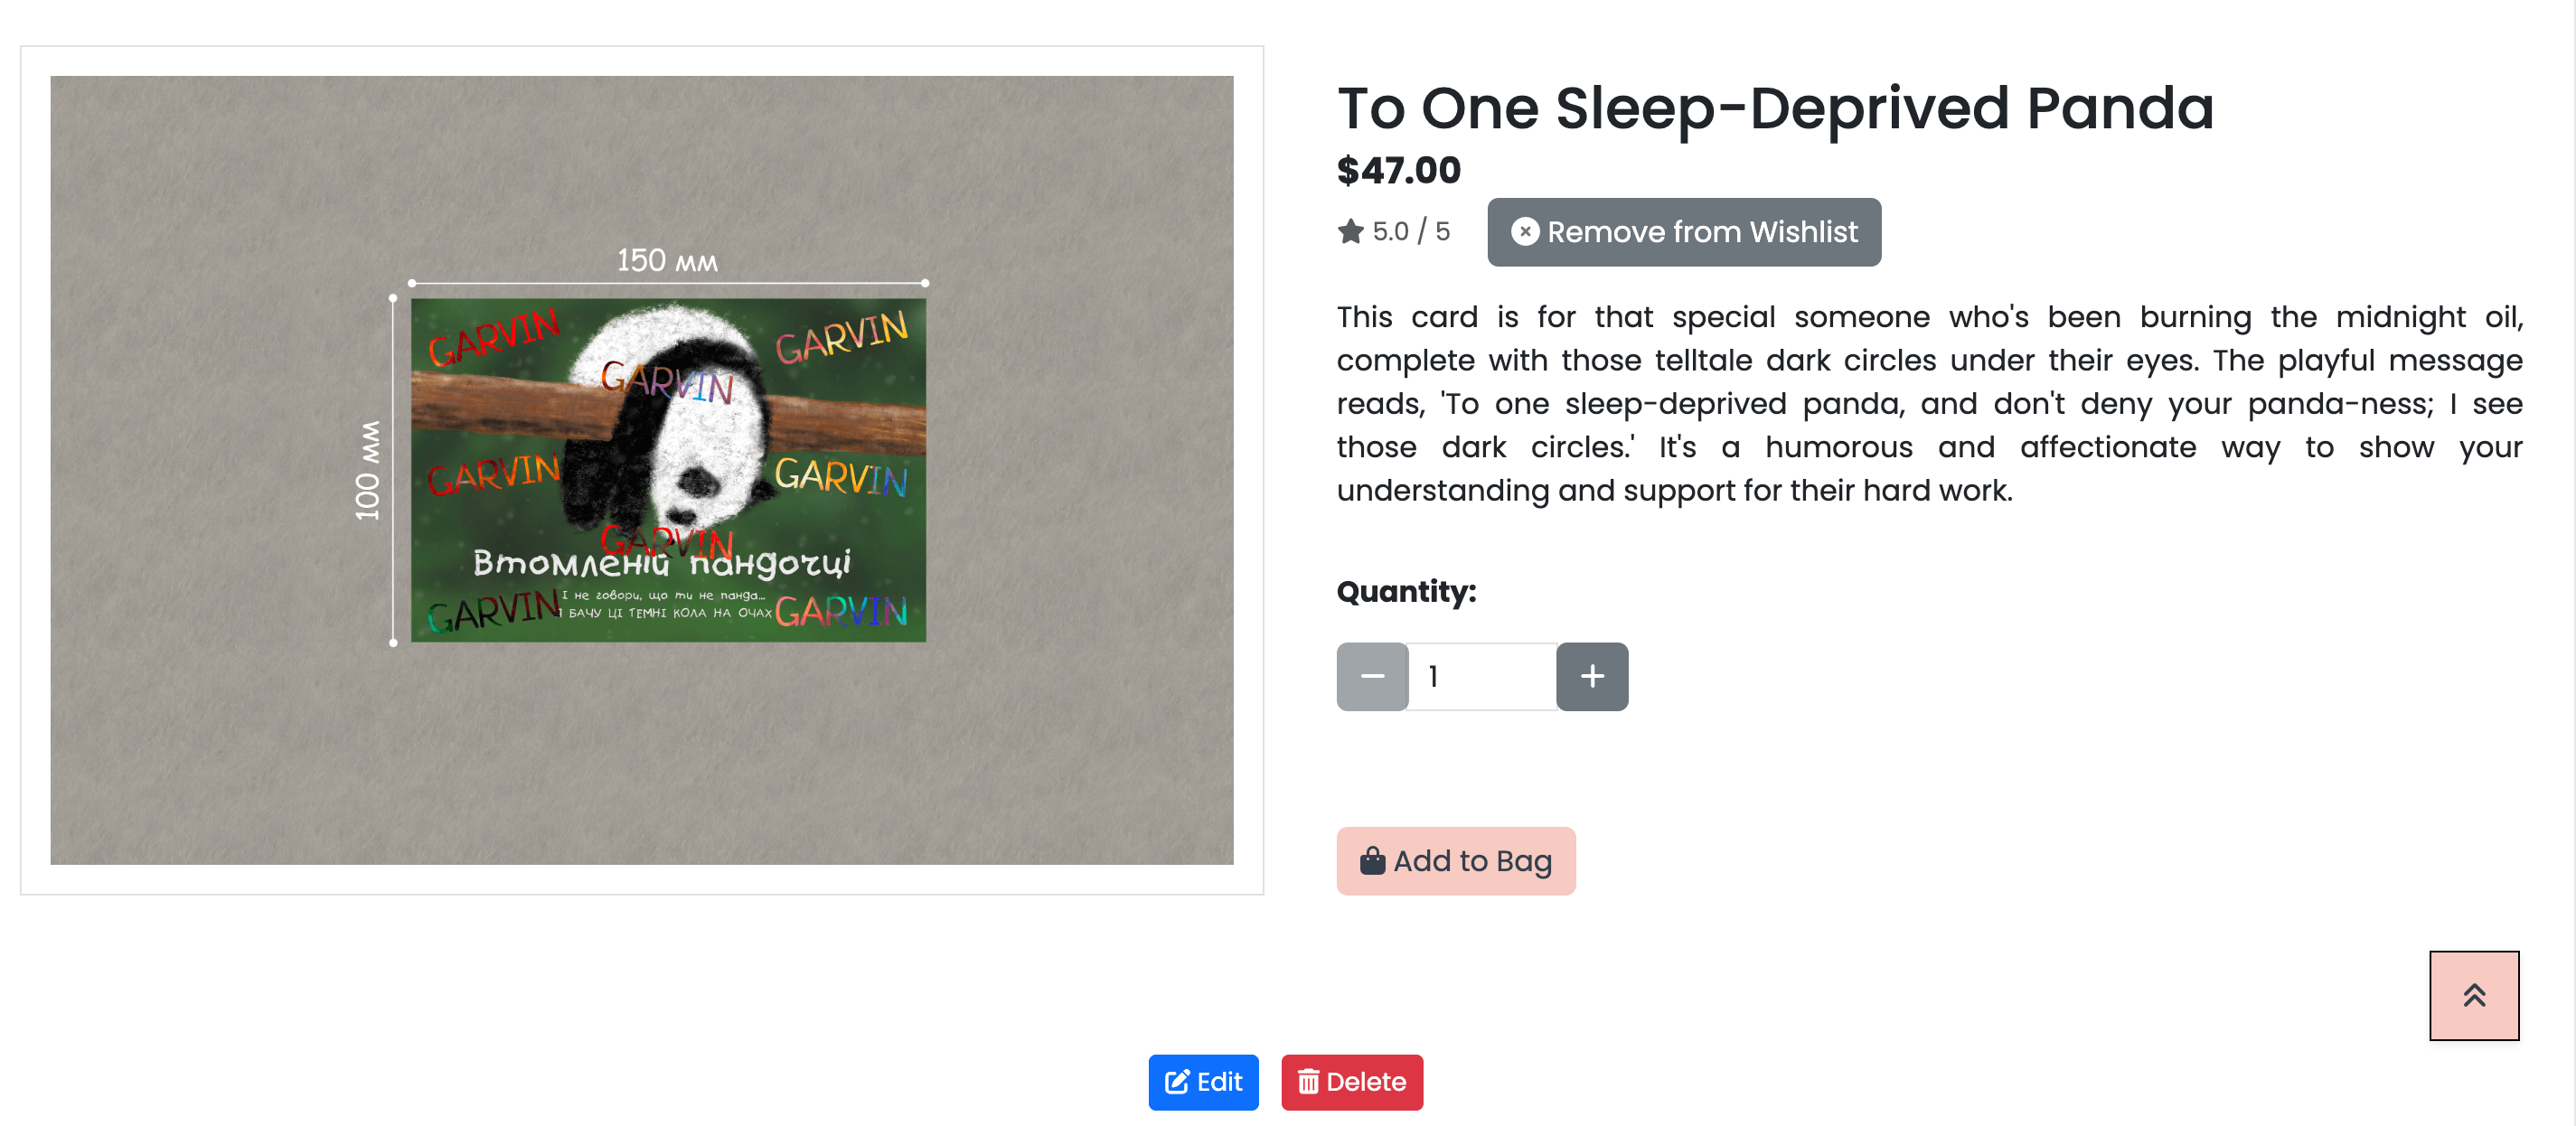 150 мм
100 мм
GARVIN
GARVIN
GARVIN
GARVIN
GARVIN
GARVIN
Втомленій пандочці
І не говори, що ти не панда...
Я БАЧУ ЦІ ТЕМНІ КОЛА НА ОЧАХ
GARVIN
GARVIN
To One Sleep-Deprived Panda
$47.00
5.0 / 5
Remove from Wishlist
This card is for that special someone who's been burning the midnight oil,
complete with those telltale dark circles under their eyes. The playful message
reads, 'To one sleep-deprived panda, and don't deny your panda-ness; I see
those dark circles.' It's a humorous and affectionate way to show your
understanding and support for their hard work.
Quantity:
1
Add to Bag
Edit
Delete